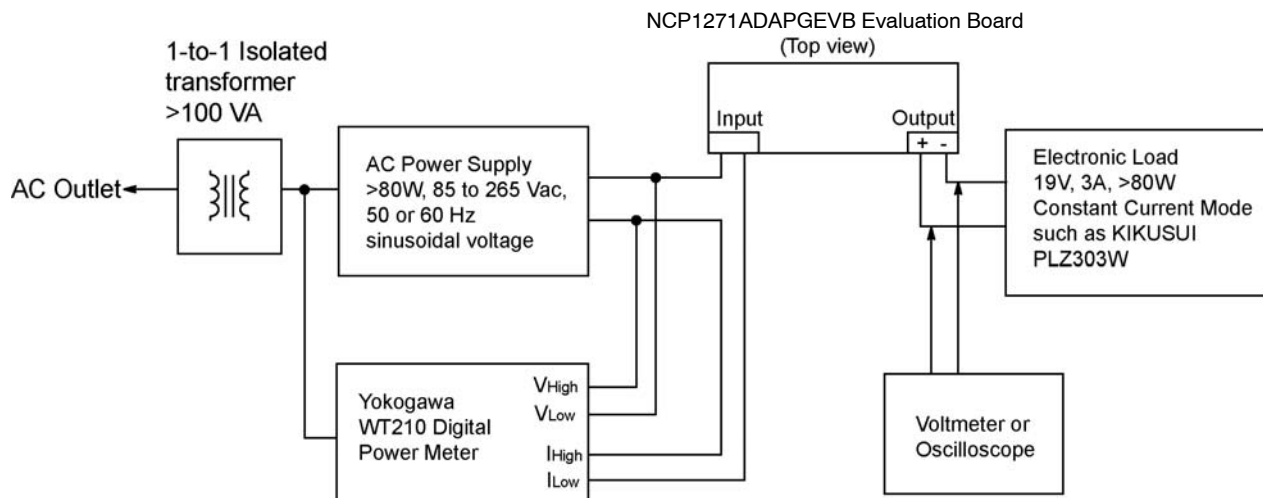 NCP1271ADAPGEVB Evaluation Board
(Top view)
1-to-1 Isolated
transformer
>100 VA
Input
Output
+ -
AC Outlet
AC Power Supply
>80W, 85 to 265 Vac,
50 or 60 Hz
sinusoidal voltage
Electronic Load
19V, 3A, >80W
Constant Current Mode
such as KIKUSUI
PLZ303W
Yokogawa
WT210 Digital
Power Meter
VHigh
VLow
IHigh
ILow
Voltmeter or
Oscilloscope